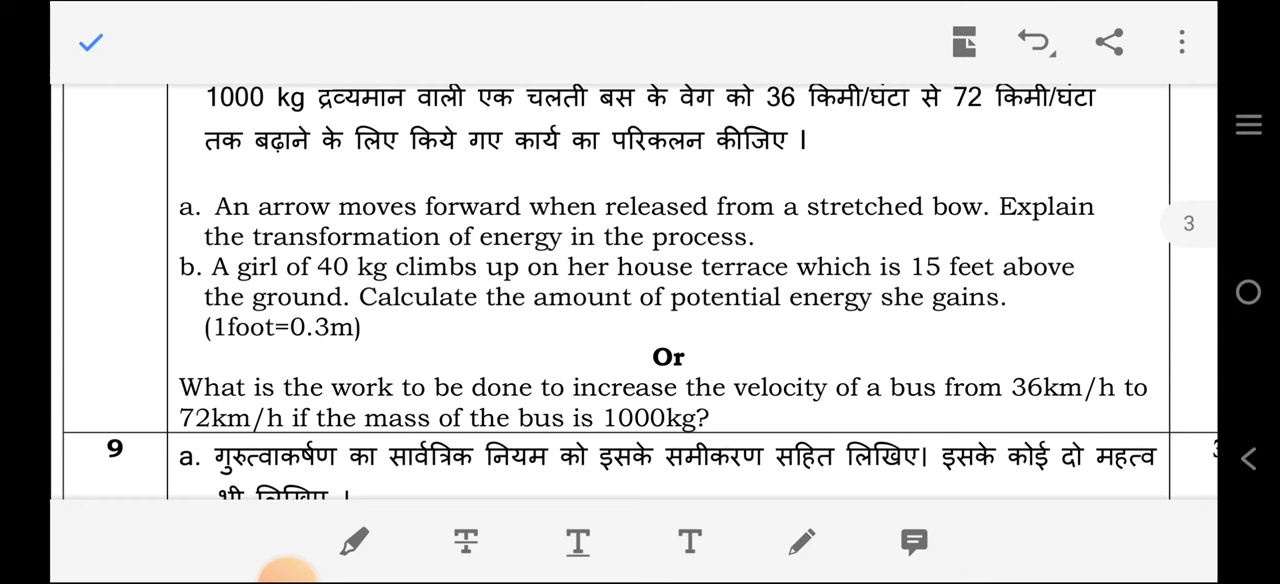 1000 kg द्रव्यमान वाली एक चलती बस के वेग को 36 किमी/घंटा से 72 किमी/घंटा
तक बढ़ाने के लिए किये गए कार्य का परिकलन कीजिए ।
a. An arrow moves forward when released from a stretched bow. Explain
the transformation of energy in the process.
3
b. A girl of 40 kg climbs up on her house terrace which is 15 feet above
the ground. Calculate the amount of potential energy she gains.
(1foot=0.3m)
Or
What is the work to be done to increase the velocity of a bus from 36km/h to
72km/h if the mass of the bus is 1000kg?
9
a. गुरुत्वाकर्षण का सार्वत्रिक नियम को इसके समीकरण सहित लिखिए। इसके कोई दो महत्व
भी लिखिए ।